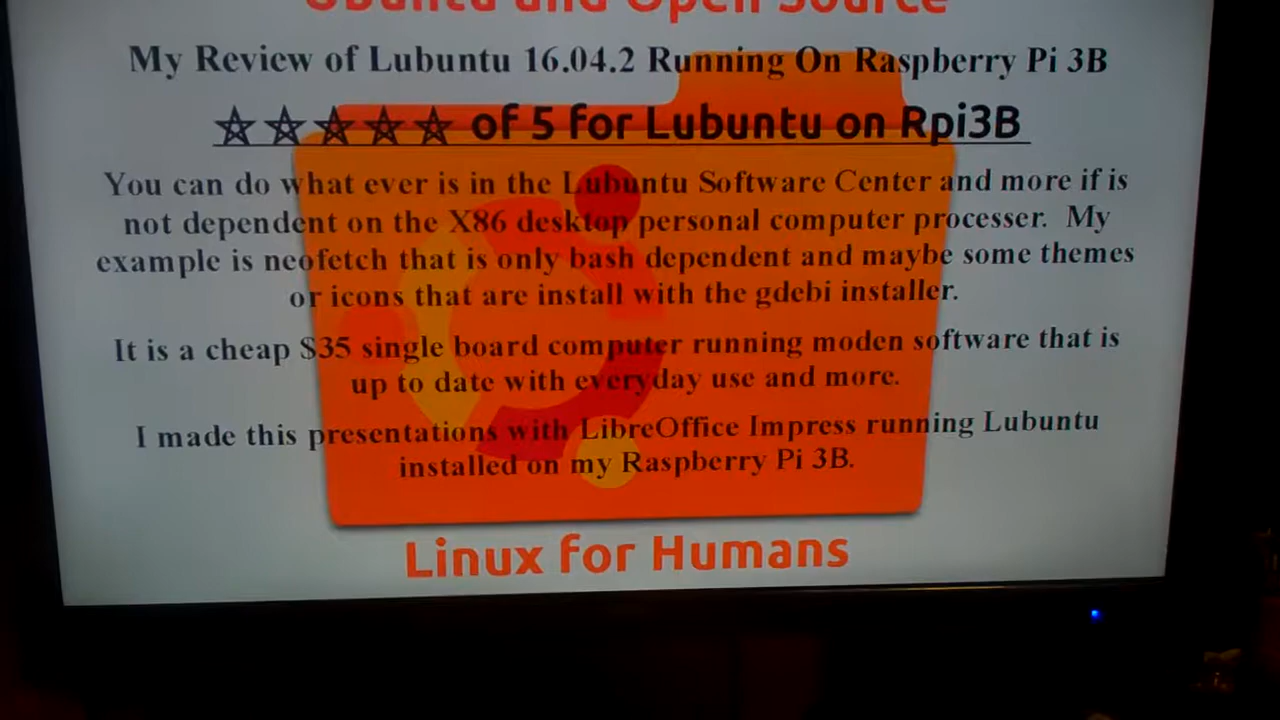 Ubuntu and Open Source
My Review of Lubuntu 16.04.2 Running On Raspberry Pi 3B
☆☆☆☆☆ of 5 for Lubuntu on Rpi3B
You can do what ever is in the Lubuntu Software Center and more if is
not dependent on the X86 desktop personal computer processer. My
example is neofetch that is only bash dependent and maybe some themes
or icons that are install with the gdebi installer.
It is a cheap $35 single board computer running moden software that is
up to date with everyday use and more.
I made this presentations with LibreOffice Impress running Lubuntu
installed on my Raspberry Pi 3B.
Linux for Humans